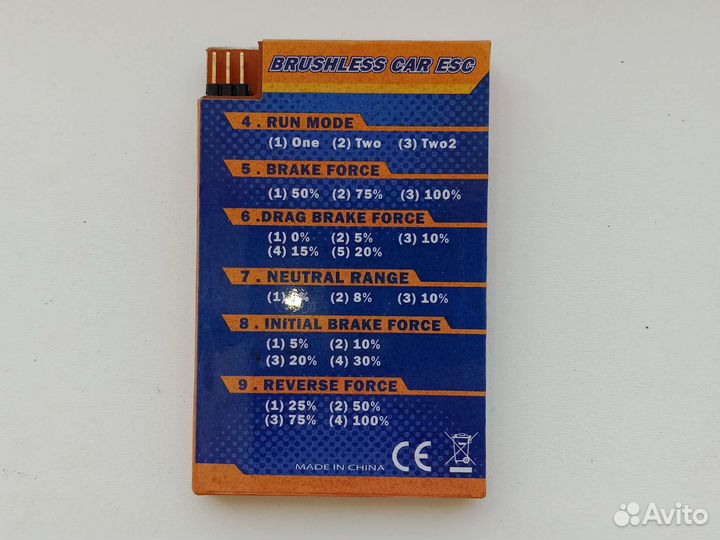 BRUSHLESS CAR ESC
4 . RUN MODE
(1) One (2) Two (3) Two2
5 . BRAKE FORCE
(1) 50% (2) 75% (3) 100%
6 .DRAG BRAKE FORCE
(1) 0% (2) 5% (3) 10%
(4) 15% (5) 20%
7 . NEUTRAL RANGE
(1) (2) 8% (3) 10%
8 . INiTiAL BRAKE FORCE
(1) 5% (2) 10%
(3) 20% (4) 30%
9 . REVERSE FORCE
(1) 25% (2) 50%
(3) 75% (4) 100%
MADE IN CHINA CE
Avito